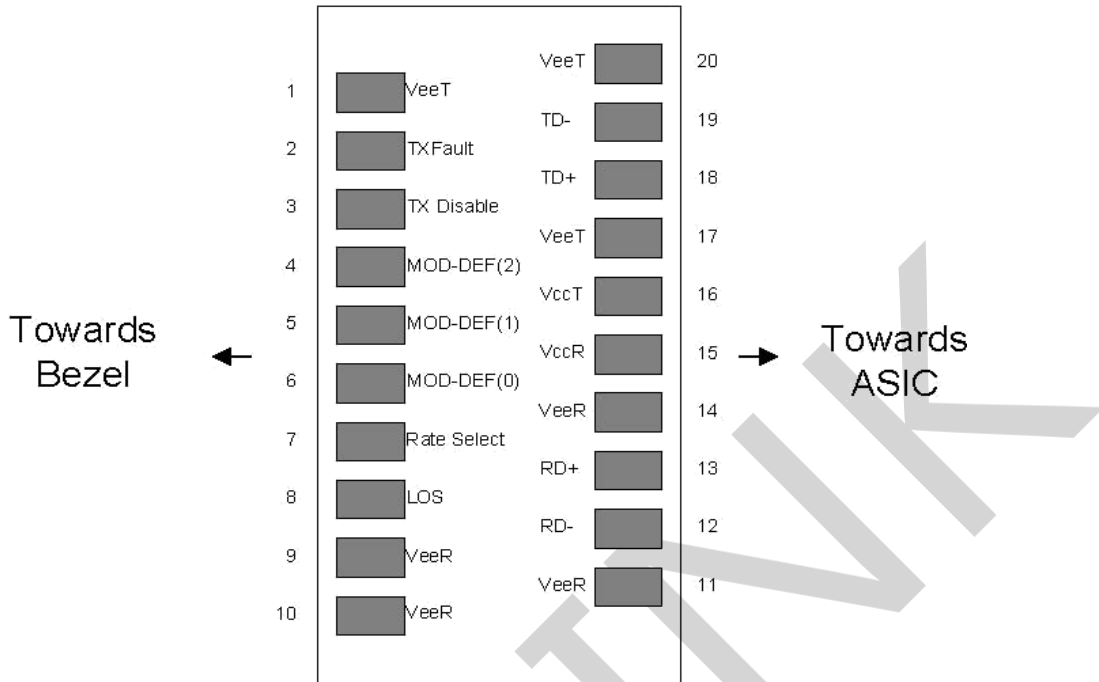 VeeT 20
1 VeeT
TD- 19
2 TXFault
TD+ 18
3 TX Disable
VeeT 17
4 MOD-DEF(2)
VccT 16
5 MOD-DEF(1)
VccR 15
6 MOD-DEF(0)
VeeR 14
7 Rate Select
RD+ 13
8 LOS
RD- 12
9 VeeR
VeeR 11
10 VeeR
Towards
Bezel
Towards
ASIC